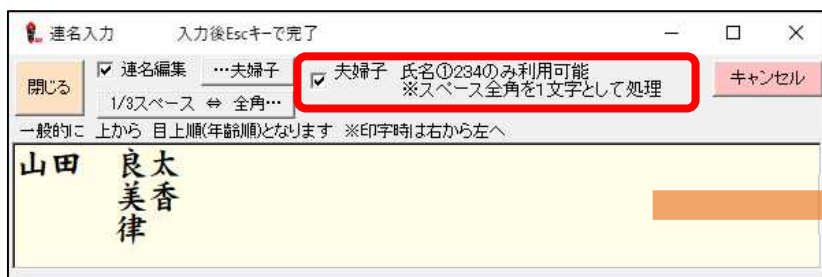 連名入力 入力後Escキーで完了
閉じる
連名編集 …夫婦子
1/3スペース ⇔ 全角…
夫婦子 氏名①234のみ利用可能
※スペース全角を1文字として処理
キャンセル
一般的に 上から 目上順(年齢順)となります ※印字時は右から左へ
山田 良太
美香
律